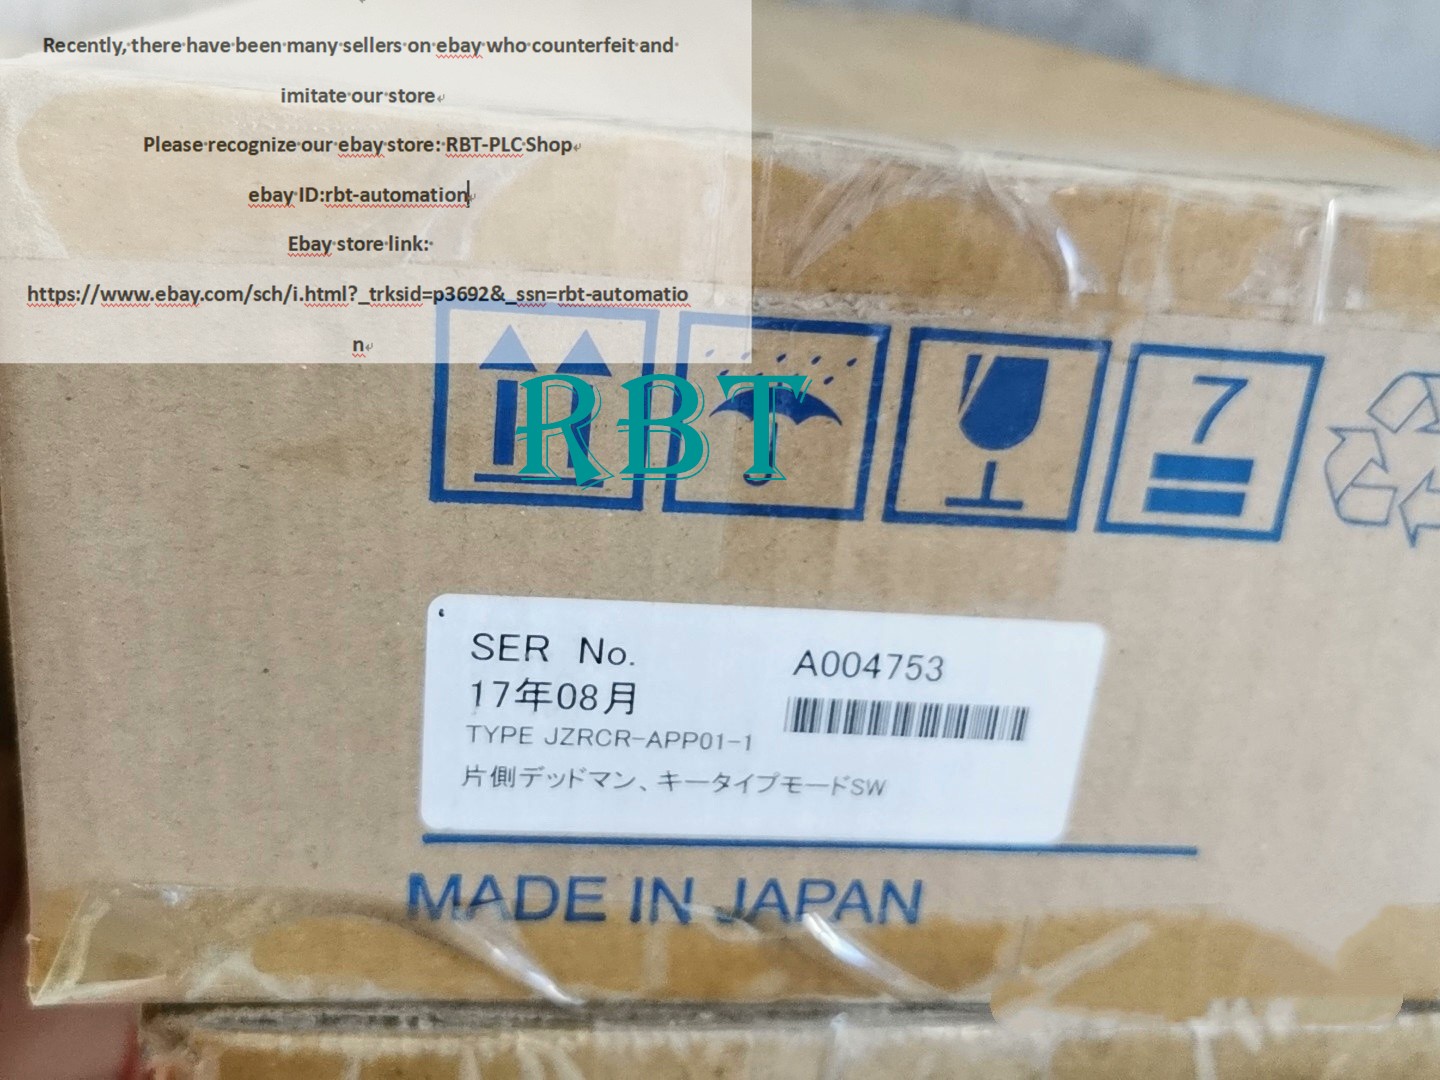 Recently, there have been many sellers on ebay who counterfeit and
imitate our store
Please recognize our ebay store: RBT-PLC Shop
ebay ID:rbt-automation
Ebay store link:
https://www.ebay.com/sch/i.html?_trksid=p3692&_ssn=rbt-automatio
n
RBT
7
SER No.
A004753
17年08月
TYPE JZRCR-APP01-1
片側デッドマン、キータイプモードSW
MADE IN JAPAN